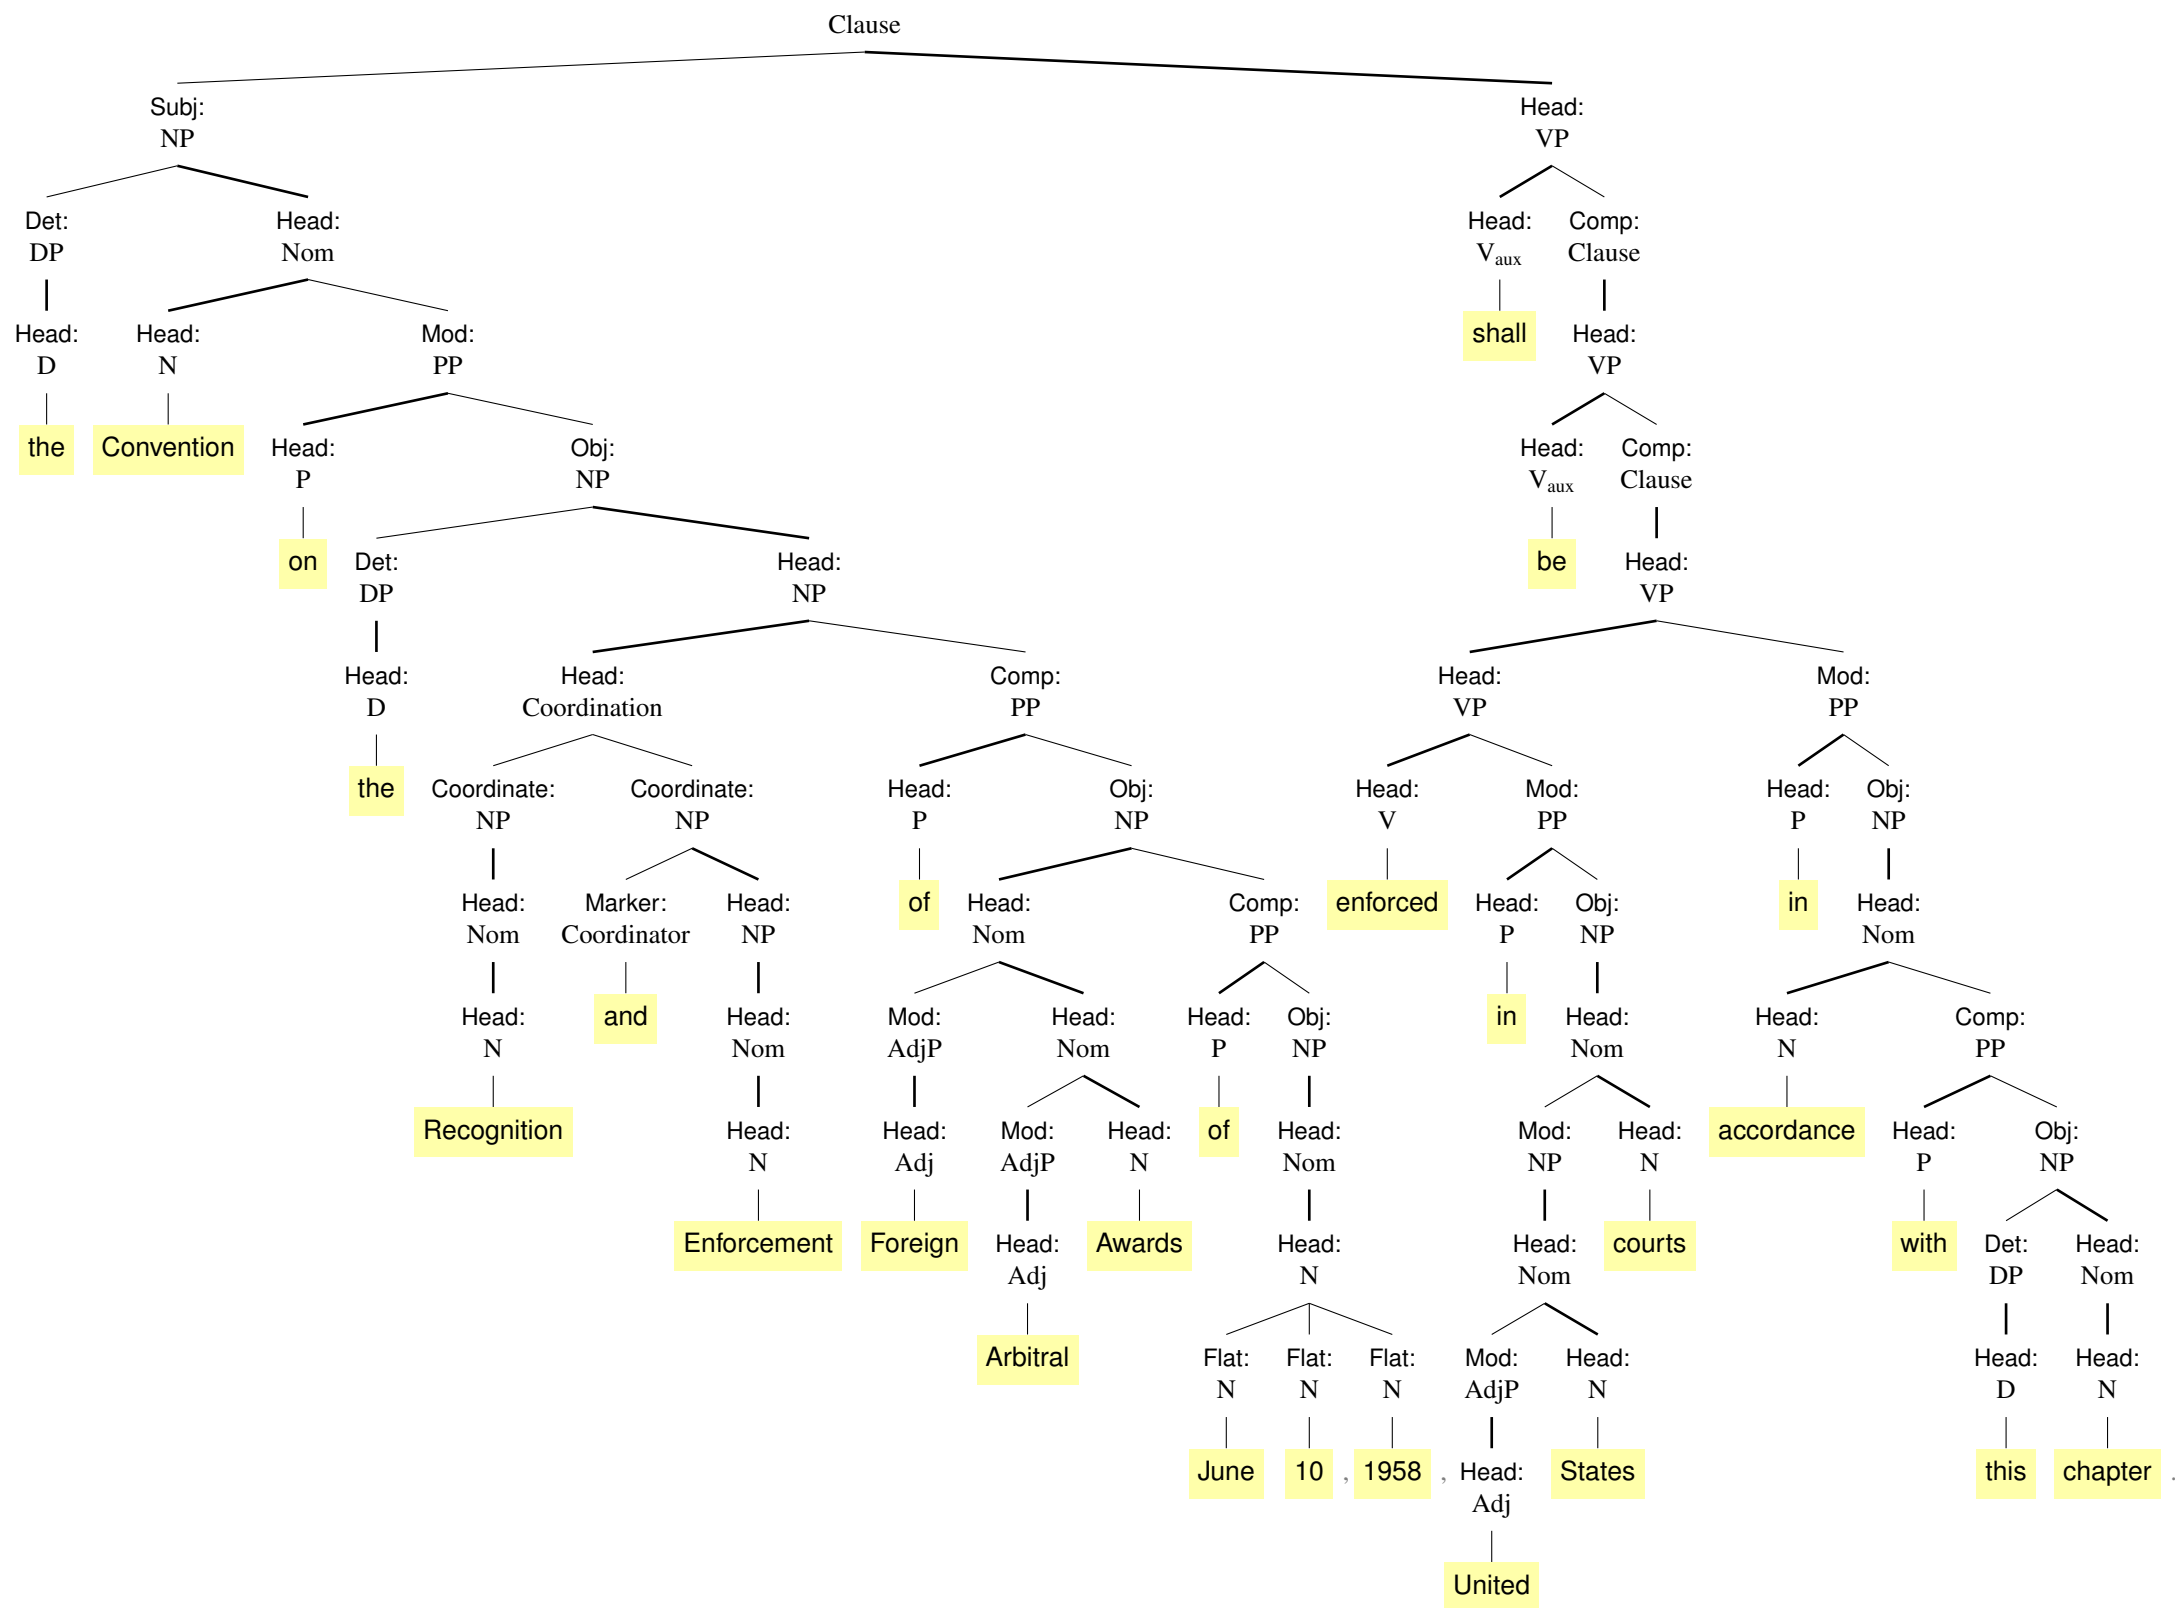 Clause
Subj: Head:
NP VP
Det: Head: Head: Comp:
DP Nom Vaux Clause
Head: Head: Mod: shall Head:
D N PP VP
the Convention Head: Obj: Head: Comp:
P NP Vaux Clause
on Det: Head: be Head:
DP NP VP
Head: Head: Comp: Head: Mod:
D Coordination PP VP PP
the Coordinate: Coordinate: Head: Obj: Head: Mod: Head: Obj:
NP NP P NP V PP P NP
Head: Marker: Head: of Head: Comp: enforced Head: Obj: in Head:
Nom Coordinator NP Nom PP P NP Nom
Head: and Head: Mod: Head: Head: Obj: in Head: Head: Comp:
N Nom AdjP Nom P NP Nom N PP
Recognition Head: Head: Mod: Head: of Head: Mod: Head: accordance Head: Obj:
N Adj AdjP N Nom NP N P NP
Enforcement Foreign Head: Awards Head: Head: courts with Det: Head:
Adj N Nom DP Nom
Arbitral Flat: Flat: Flat: Mod: Head: Head: Head:
N N N AdjP N D N
June 10 , 1958 , Head: States this chapter .
Adj
United